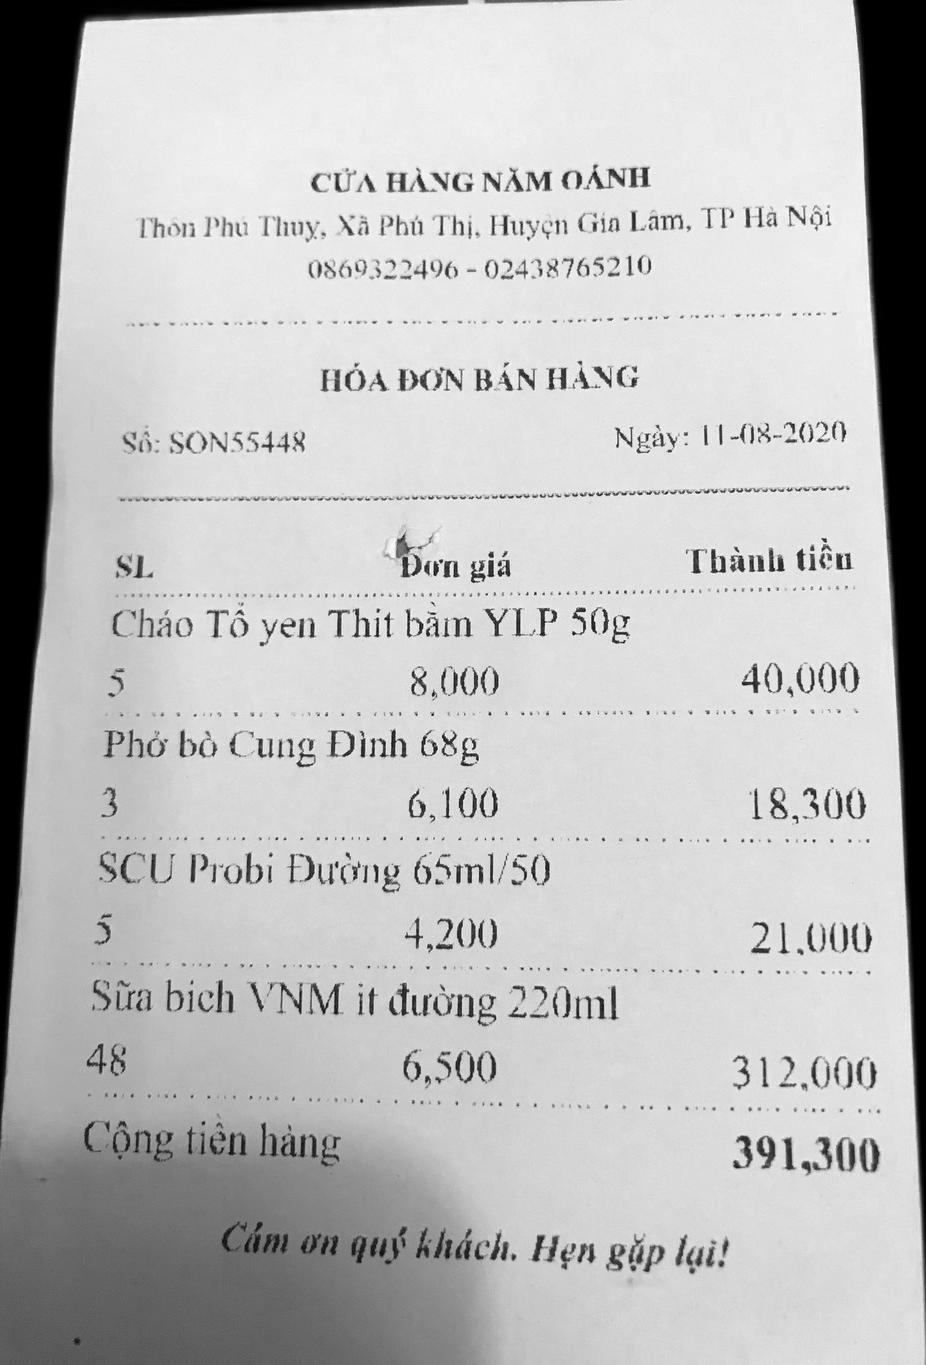 CỬA HÀNG NĂM OÁNH
Thôn Phú Thụy, Xã Phú Thị, Huyện Gia Lâm, TP Hà Nội
0869322496 - 02438765210
HÓA ĐƠN BÁN HÀNG
Số: SON55448 Ngày: 11-08-2020
SL Đơn giá Thành tiền
Cháo Tổ yen Thit bằm YLP 50g
5 8,000 40,000
Phở bò Cung Đình 68g
3 6,100 18,300
SCU Probi Đường 65ml/50
5 4,200 21,000
Sữa bich VNM it đường 220ml
48 6,500 312,000
Cộng tiền hàng 391,300
Cám ơn quý khách. Hẹn gặp lại!